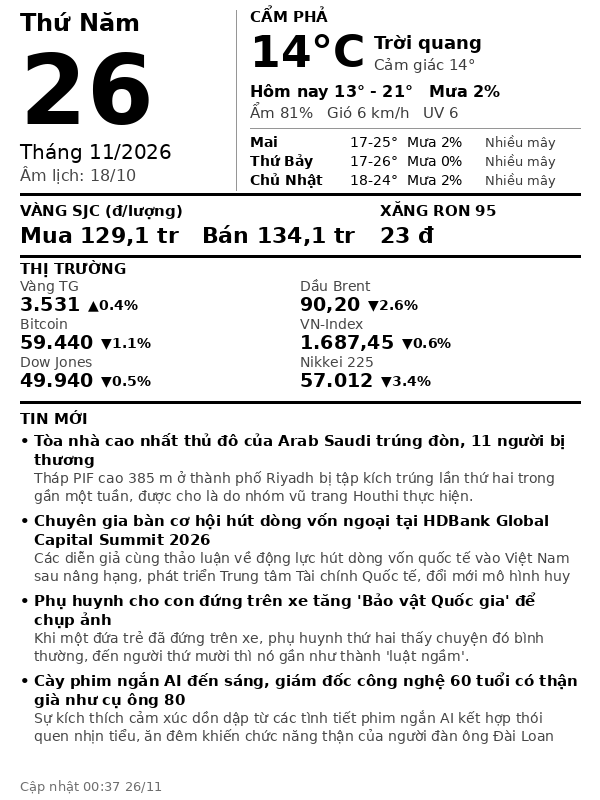 Thứ Năm
26
Tháng 11/2026
Âm lịch: 18/10
CẨM PHẢ
14°C Trời quang
Cảm giác 14°
Hôm nay 13° - 21° Mưa 2%
Ẩm 81% Gió 6 km/h UV 6
Mai 17-25° Mưa 2% Nhiều mây
Thứ Bảy 17-26° Mưa 0% Nhiều mây
Chủ Nhật 18-24° Mưa 2% Nhiều mây
VÀNG SJC (đ/lượng) XĂNG RON 95
Mua 129,1 tr Bán 134,1 tr 23 đ
THỊ TRƯỜNG
Vàng TG Dầu Brent
3.531 ▲0.4% 90,20 ▼2.6%
Bitcoin VN-Index
59.440 ▼1.1% 1.687,45 ▼0.6%
Dow Jones Nikkei 225
49.940 ▼0.5% 57.012 ▼3.4%
TIN MỚI
• Tòa nhà cao nhất thủ đô của Arab Saudi trúng đòn, 11 người bị
thương
Tháp PIF cao 385 m ở thành phố Riyadh bị tập kích trúng lần thứ hai trong
gần một tuần, được cho là do nhóm vũ trang Houthi thực hiện.
• Chuyên gia bàn cơ hội hút dòng vốn ngoại tại HDBank Global
Capital Summit 2026
Các diễn giả cùng thảo luận về động lực hút dòng vốn quốc tế vào Việt Nam
sau nâng hạng, phát triển Trung tâm Tài chính Quốc tế, đổi mới mô hình huy
• Phụ huynh cho con đứng trên xe tăng 'Bảo vật Quốc gia' để
chụp ảnh
Khi một đứa trẻ đã đứng trên xe, phụ huynh thứ hai thấy chuyện đó bình
thường, đến người thứ mười thì nó gần như thành 'luật ngầm'.
• Cày phim ngắn AI đến sáng, giám đốc công nghệ 60 tuổi có thận
già như cụ ông 80
Sự kích thích cảm xúc dồn dập từ các tình tiết phim ngắn AI kết hợp thói
quen nhịn tiểu, ăn đêm khiến chức năng thận của người đàn ông Đài Loan
Cập nhật 00:37 26/11